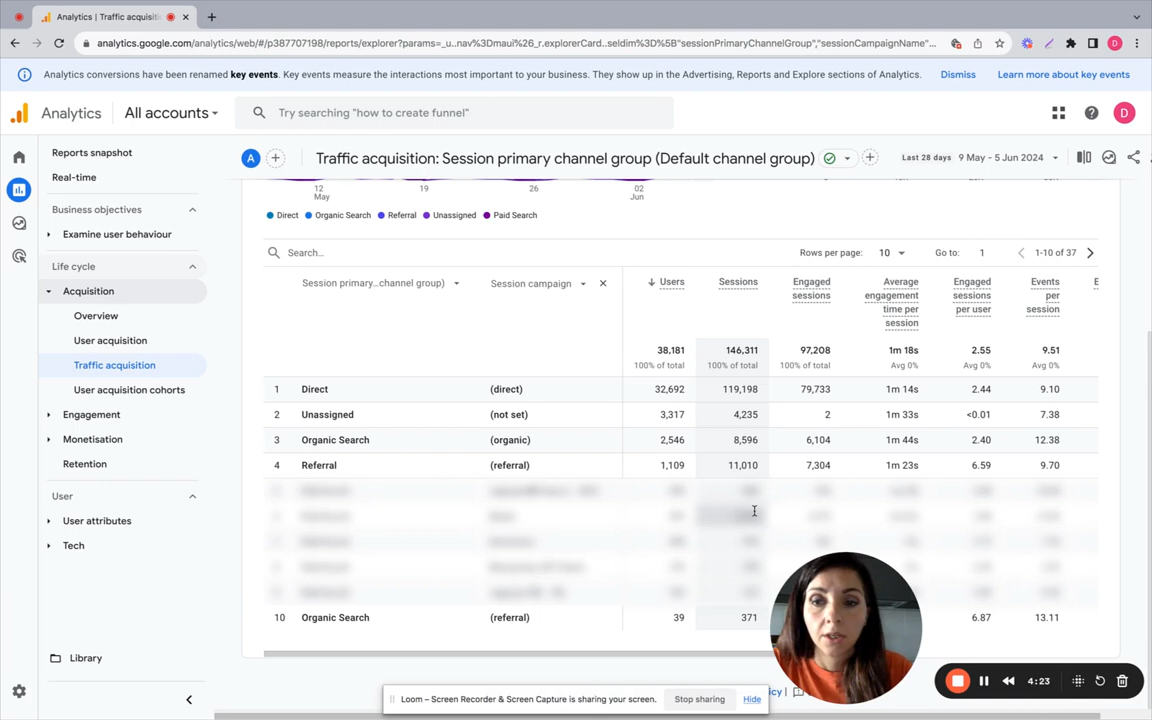 Analytics | Traffic acquisiti
analytics.google.com/analytics/web/#/p387707198/reports/explorer?params=_u..nav%3Dmaui%26_r.explorerCard..seldim%3D%5B"sessionPrimaryChannelGroup","sessionCampaignName"...
D
Analytics conversions have been renamed key events. Key events measure the interactions most important to your business. They show up in the Advertising, Reports and Explore sections of Analytics.
Dismiss
Learn more about key events
Analytics
All accounts
Try searching "how to create funnel"
D
Reports snapshot
Real-time
Business objectives
Examine user behaviour
Life cycle
Acquisition
Overview
User acquisition
Traffic acquisition
User acquisition cohorts
Engagement
Monetisation
Retention
User
User attributes
Tech
Library
A
Traffic acquisition: Session primary channel group (Default channel group)
Last 28 days 9 May - 5 Jun 2024
12 May
19
26
02 Jun
Direct Organic Search Referral Unassigned Paid Search
Search...
Rows per page: 10
Go to: 1
1-10 of 37
Session primary...channel group)
Session campaign
Users
Sessions
Engaged sessions
Average engagement time per session
Engaged sessions per user
Events per session
E
38,181 146,311 97,208 1m 18s 2.55 9.51
100% of total 100% of total 100% of total Avg 0% Avg 0% Avg 0%
1 Direct (direct) 32,692 119,198 79,733 1m 14s 2.44 9.10
2 Unassigned (not set) 3,317 4,235 2 1m 33s <0.01 7.38
3 Organic Search (organic) 2,546 8,596 6,104 1m 44s 2.40 12.38
4 Referral (referral) 1,109 11,010 7,304 1m 23s 6.59 9.70
10 Organic Search (referral) 39 371 6.87 13.11
Loom – Screen Recorder & Screen Capture is sharing your screen.
Stop sharing
Hide
4:23